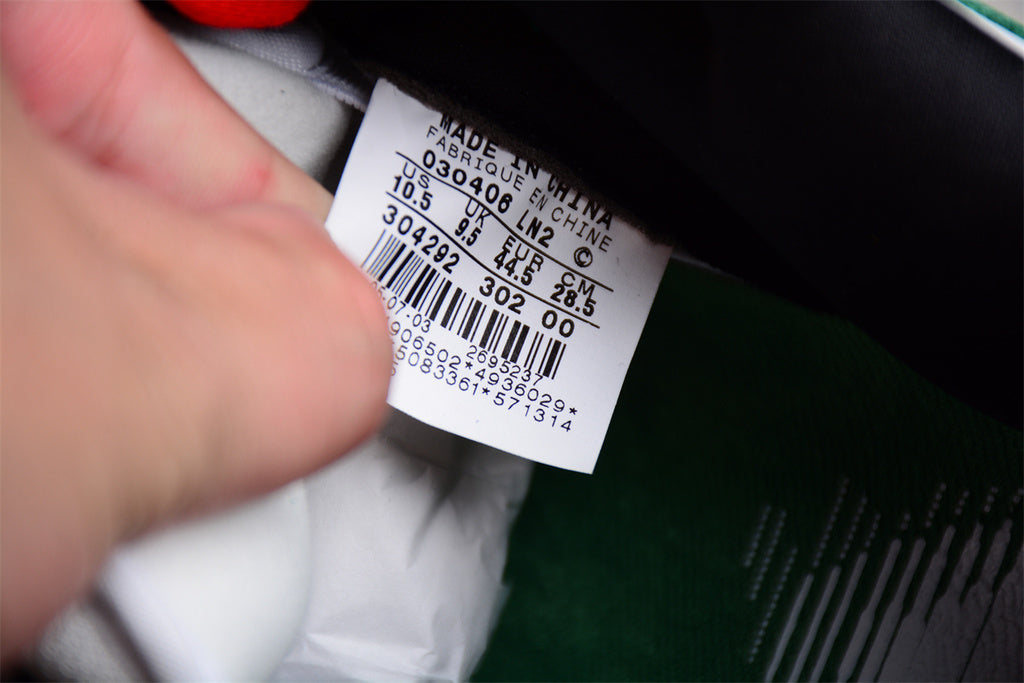 MADE IN CHINA
FABRIQUE EN CHINE
030406 LN2 ©
US UK EUR CM
10.5 9.5 44.5 28.5
304292 302 00
-07-03 2695237
906502*4936029*
5083361*571314